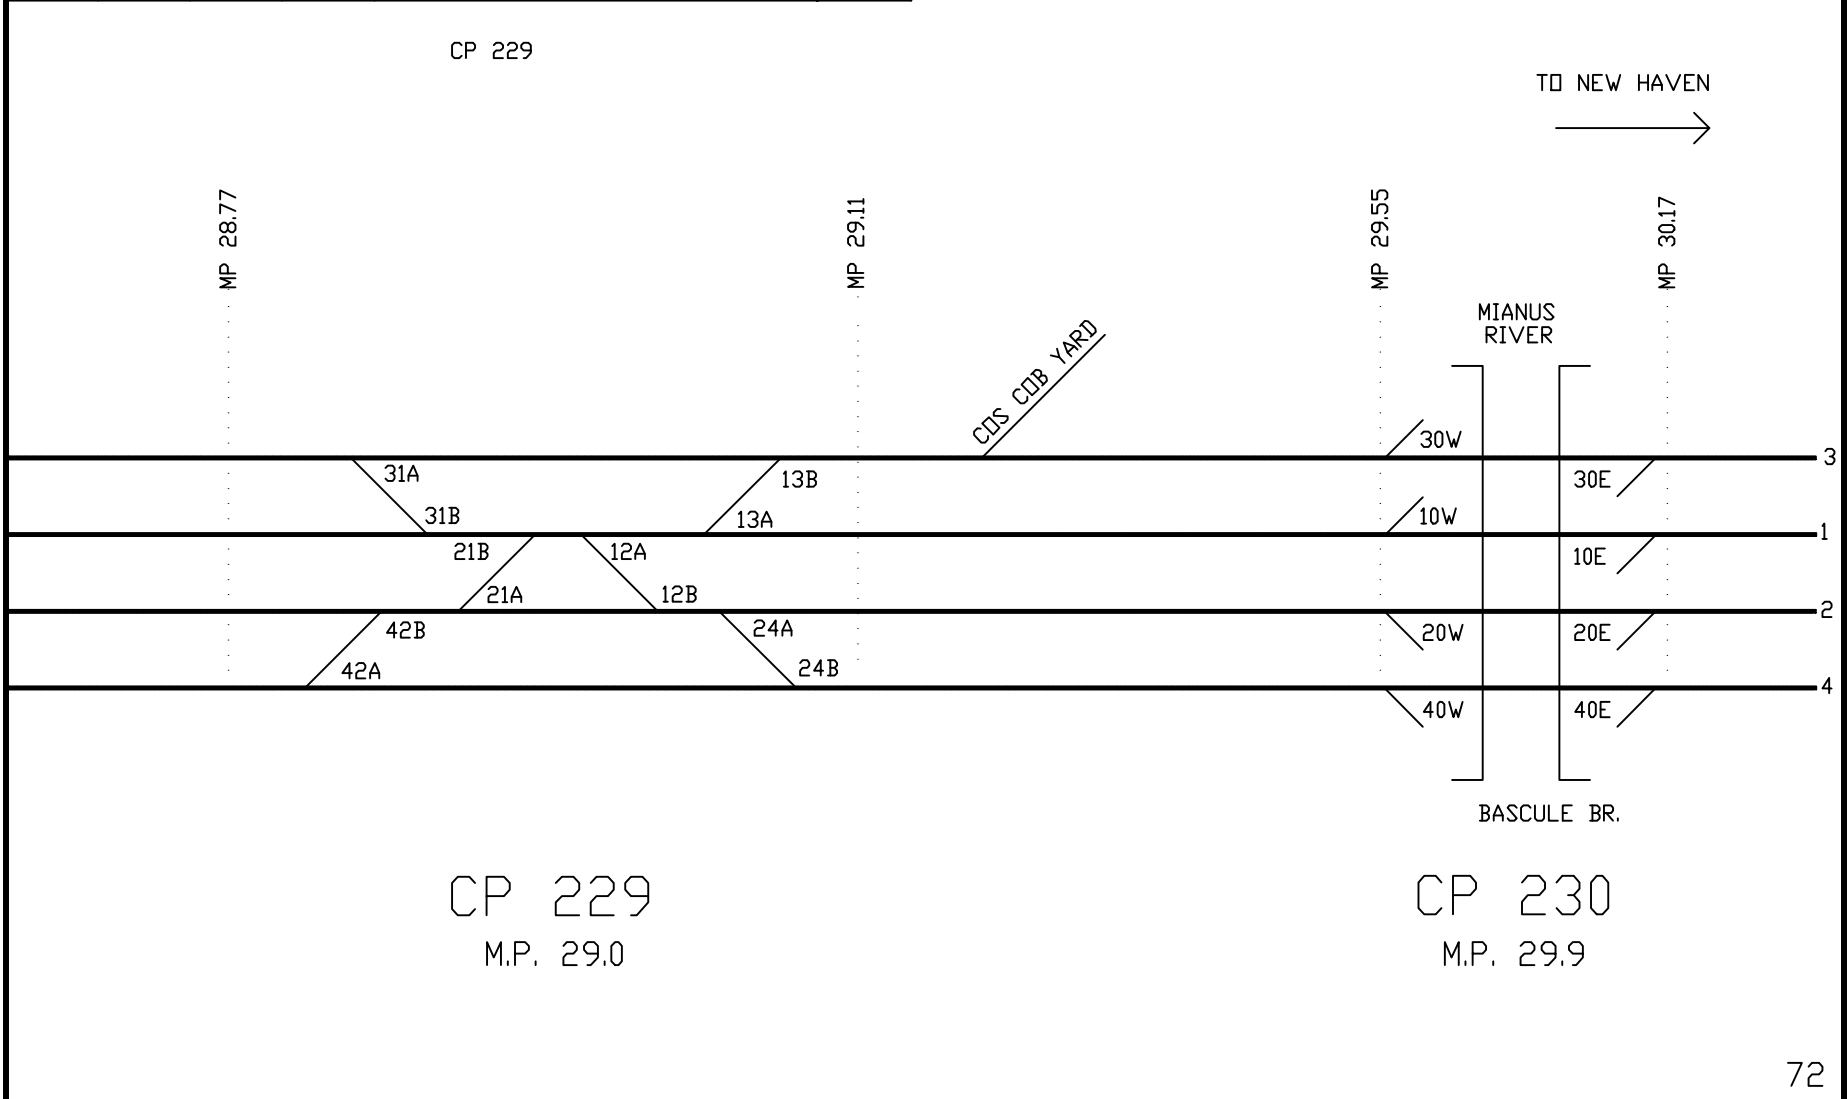 CP 229
TO NEW HAVEN
MP 28.77
MP 29.11
MP 29.55
MP 30.17
MIANUS
RIVER
COS COB YARD
30W
3
31A
13B
30E
31B
13A
10W
1
21B
12A
10E
21A
12B
2
42B
24A
20W
20E
42A
24B
4
40W
40E
BASCULE BR.
CP 229
M.P. 29.0
CP 230
M.P. 29.9
72